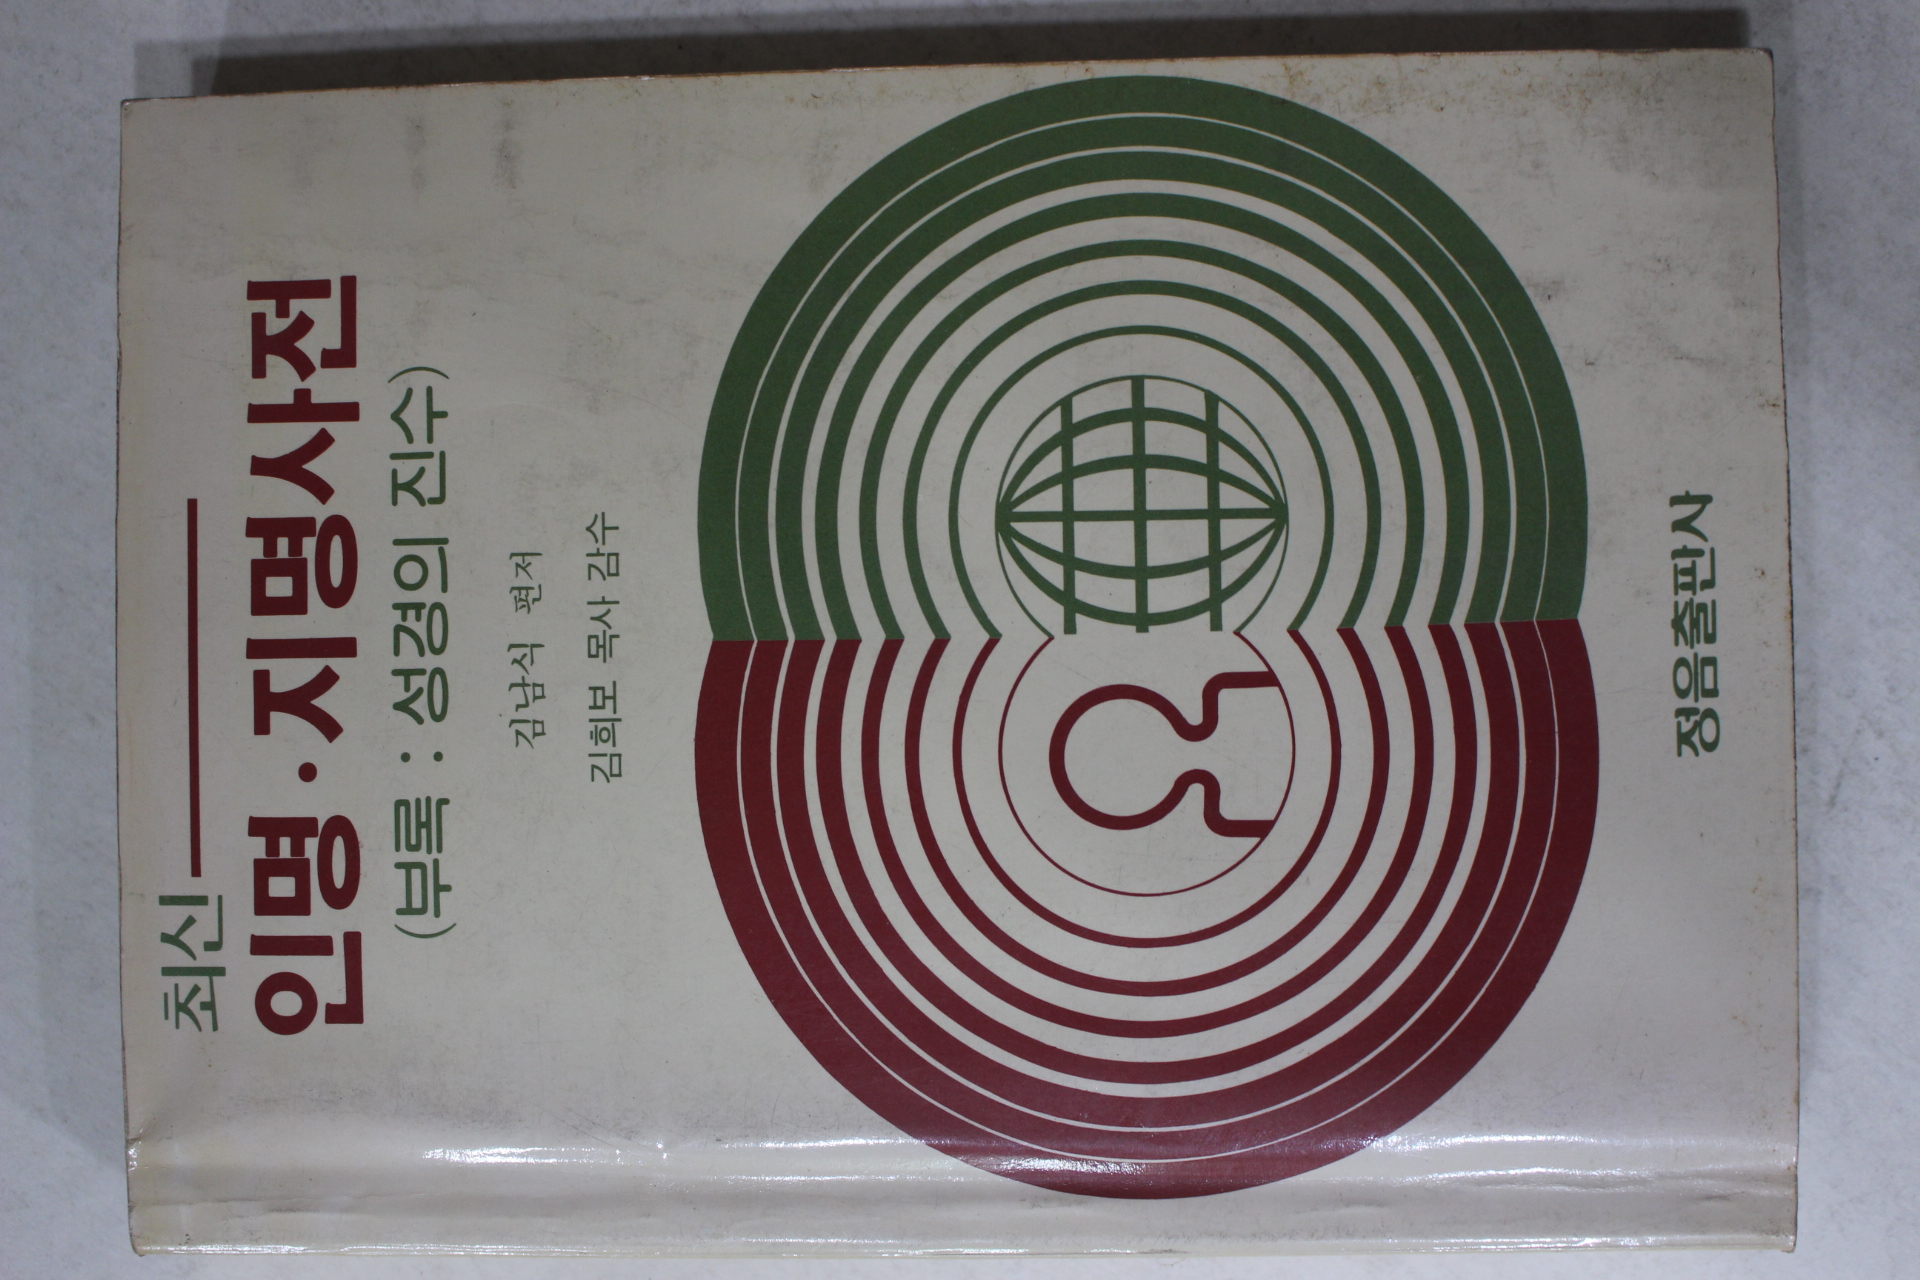 최신
인명·지명사전
(부록 : 성경의 진수)
김남식 편저
김희보 목사 감수
정음출판사